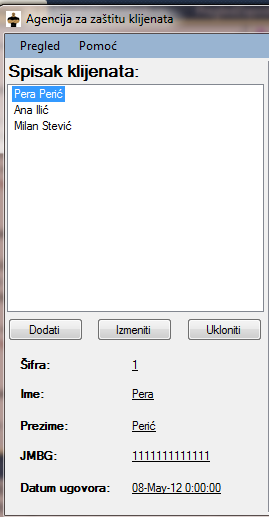 Agencija za zaštitu klijenata
Pregled Pomoć
Spisak klijenata:
Pera Perić
Ana Ilić
Milan Stević
Dodati Izmeniti Ukloniti
Šifra: 1
Ime: Pera
Prezime: Perić
JMBG: 1111111111111
Datum ugovora: 08-May-12 0:00:00